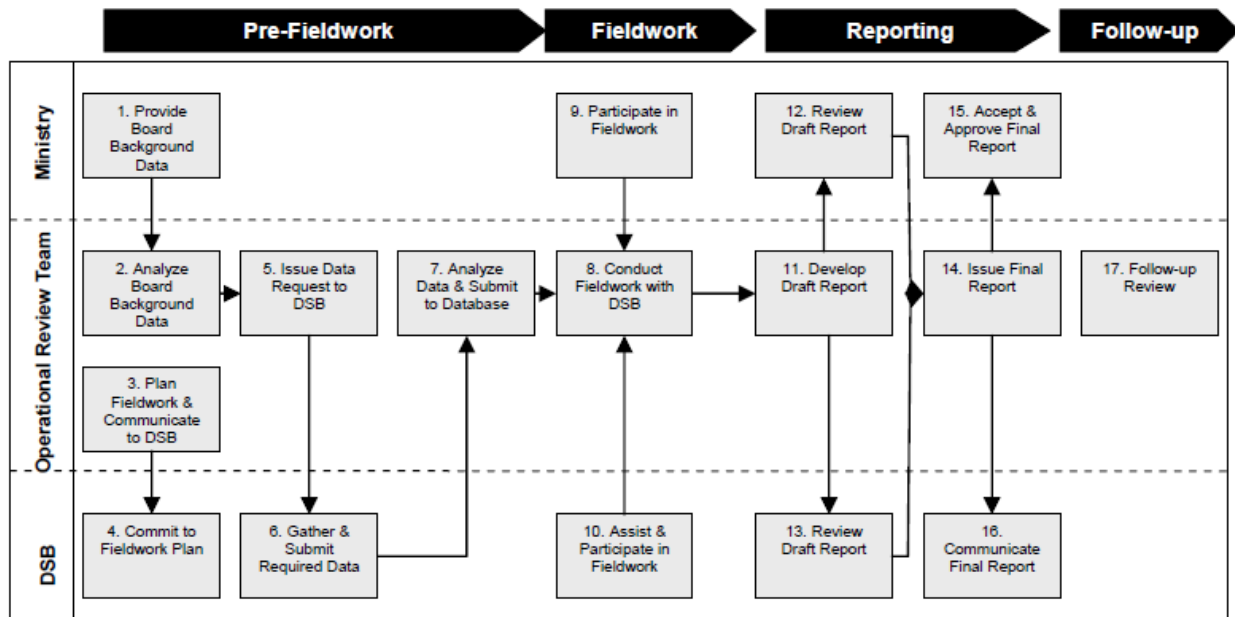 Pre-Fieldwork
Fieldwork
Reporting
Follow-up
Ministry
1. Provide
Board
Background
Data
9. Participate in
Fieldwork
12. Review
Draft Report
15. Accept &
Approve Final
Report
Operational Review Team
2. Analyze
Board
Background
Data
5. Issue Data
Request to
DSB
7. Analyze
Data & Submit
to Database
8. Conduct
Fieldwork with
DSB
11. Develop
Draft Report
14. Issue Final
Report
17. Follow-up
Review
3. Plan
Fieldwork &
Communicate
to DSB
DSB
4. Commit to
Fieldwork Plan
6. Gather &
Submit
Required Data
10. Assist &
Participate in
Fieldwork
13. Review
Draft Report
16.
Communicate
Final Report